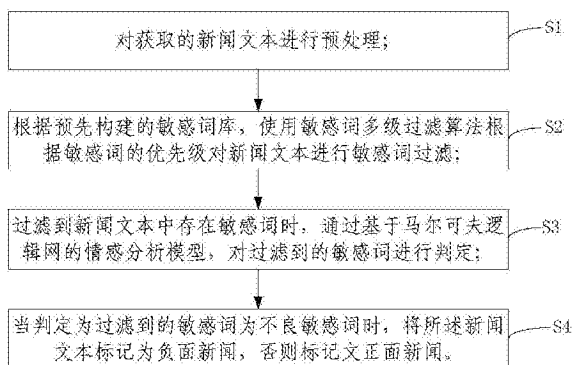 对获取的新闻文本进行预处理;
S1
根据预先构建的敏感词库，使用敏感词多级过滤算法根
据敏感词的优先级对新闻文本进行敏感词过滤;
S2
过滤到新闻文本中存在敏感词时，通过基于马尔可夫逻
辑网的情感分析模型，对过滤到的敏感词进行判定;
S3
当判定为过滤到的敏感词为不良敏感词时，将所述新闻
文本标记为负面新闻，否则标记文正面新闻。
S4